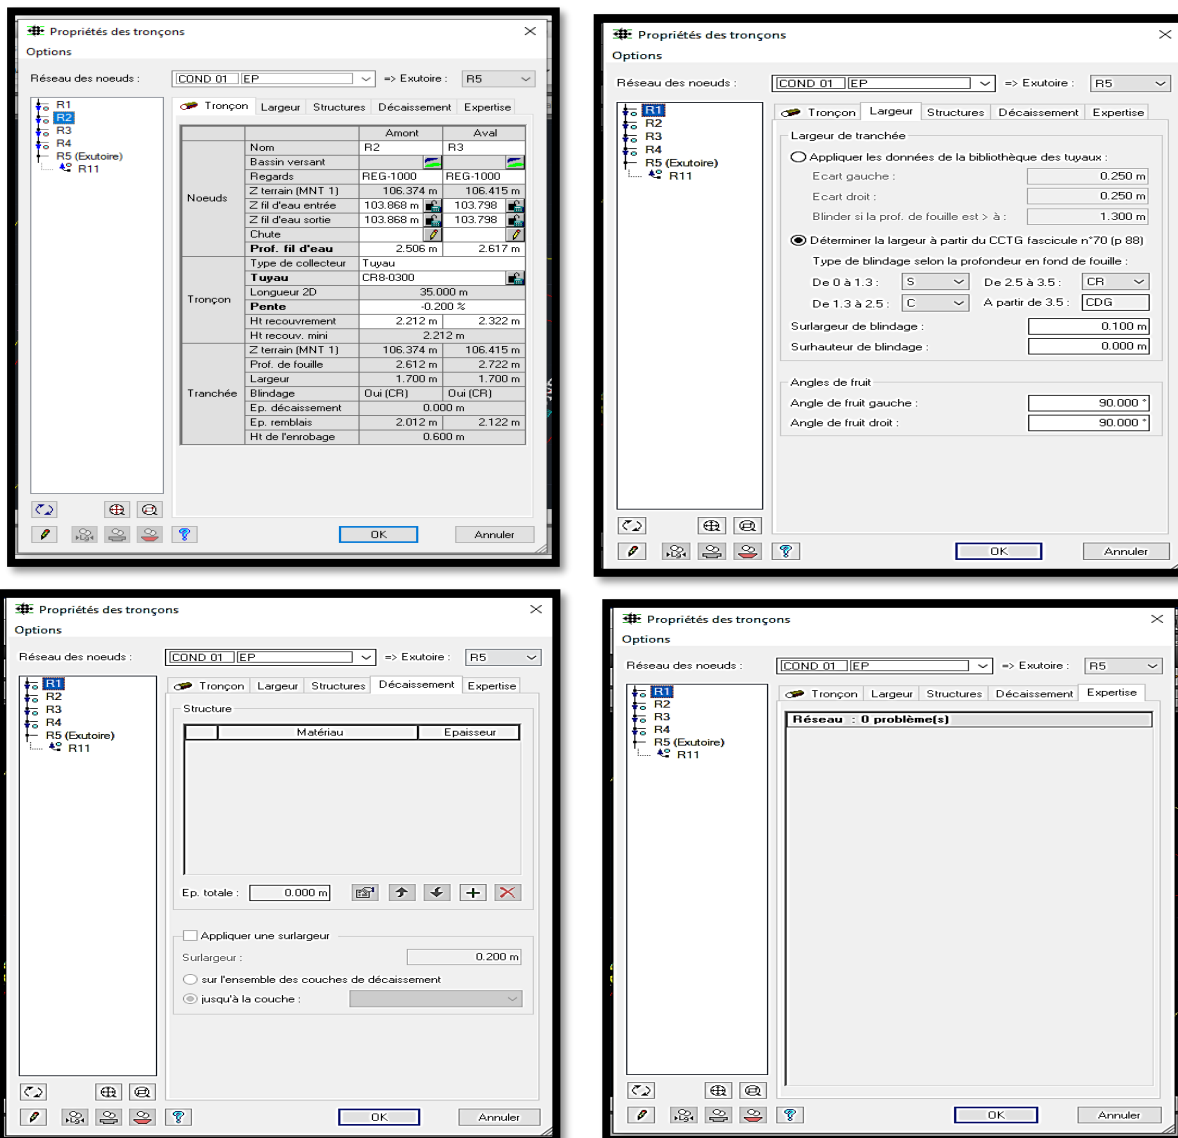 Propriétés des tronçons
Options
Réseau des noeuds : COND 01 EP => Exutoire : R5
R1
R2
R3
R4
R5 (Exutoire)
R11
Tronçon Largeur Structures Décaissement Expertise
Amont Aval
Noeuds
Nom R2 R3
Bassin versant
Regards REG-1000 REG-1000
Z terrain (MNT 1) 106.374 m 106.415 m
Z fil d'eau entrée 103.868 m 103.798
Z fil d'eau sortie 103.868 m 103.798
Chute
Prof. fil d'eau 2.506 m 2.617 m
Tronçon
Type de collecteur Tuyau
Tuyau CR8-0300
Longueur 2D 35.000 m
Pente -0.200 %
Ht recouvrement 2.212 m 2.322 m
Ht recouv. mini 2.212 m
Tranchée
Z terrain (MNT 1) 106.374 m 106.415 m
Prof. de fouille 2.612 m 2.722 m
Largeur 1.700 m 1.700 m
Blindage Oui (CR) Oui (CR)
Ep. décaissement 0.000 m
Ep. remblais 2.012 m 2.122 m
Ht de l'enrobage 0.600 m
OK Annuler
Propriétés des tronçons
Options
Réseau des noeuds : COND 01 EP => Exutoire : R5
R1
R2
R3
R4
R5 (Exutoire)
R11
Tronçon Largeur Structures Décaissement Expertise
Largeur de tranchée
Appliquer les données de la bibliothèque des tuyaux :
Ecart gauche : 0.250 m
Ecart droit : 0.250 m
Blinder si la prof. de fouille est > à : 1.300 m
Déterminer la largeur à partir du CCTG fascicule n°70 (p 88)
Type de blindage selon la profondeur en fond de fouille :
De 0 à 1.3 : S De 2.5 à 3.5 : CR
De 1.3 à 2.5 : C A partir de 3.5 : CDG
Surlargeur de blindage : 0.100 m
Surhauteur de blindage : 0.000 m
Angles de fruit
Angle de fruit gauche : 90.000 °
Angle de fruit droit : 90.000 °
OK Annuler
Propriétés des tronçons
Options
Réseau des noeuds : COND 01 EP => Exutoire : R5
R1
R2
R3
R4
R5 (Exutoire)
R11
Tronçon Largeur Structures Décaissement Expertise
Structure
Matériau Epaisseur
Ep. totale : 0.000 m
Appliquer une surlargeur
Surlargeur : 0.200 m
sur l'ensemble des couches de décaissement
jusqu'à la couche :
OK Annuler
Propriétés des tronçons
Options
Réseau des noeuds : COND 01 EP => Exutoire : R5
R1
R2
R3
R4
R5 (Exutoire)
R11
Tronçon Largeur Structures Décaissement Expertise
Réseau : 0 problème(s)
OK Annuler